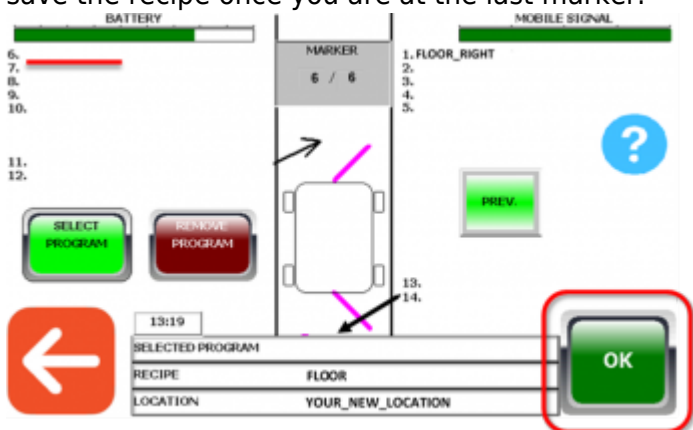 save the recipe once you are at the last marker.
BATTERY
MOBILE SIGNAL
6.
7.
8.
9.
10.
11.
12.
MARKER
6 / 6
1. FLOOR_RIGHT
2.
3.
4.
5.
?
SELECT
PROGRAM
REMOVE
PROGRAM
PREV.
13.
14.
13:19
SELECTED PROGRAM
RECIPE FLOOR
LOCATION YOUR_NEW_LOCATION
OK